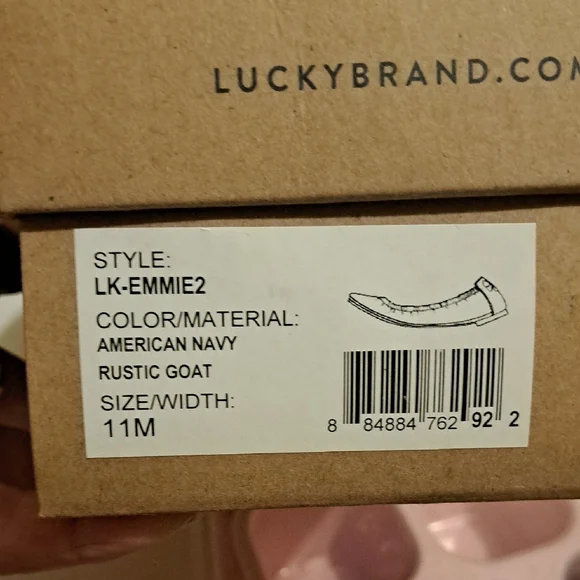 LUCKYBRAND.COM
STYLE:
LK-EMMIE2
COLOR/MATERIAL:
AMERICAN NAVY
RUSTIC GOAT
SIZE/WIDTH:
11M
8 84884 762 92 2